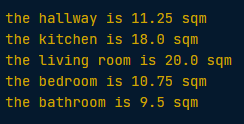 the hallway is 11.25 sqm
the kitchen is 18.0 sqm
the living room is 20.0 sqm
the bedroom is 10.75 sqm
the bathroom is 9.5 sqm